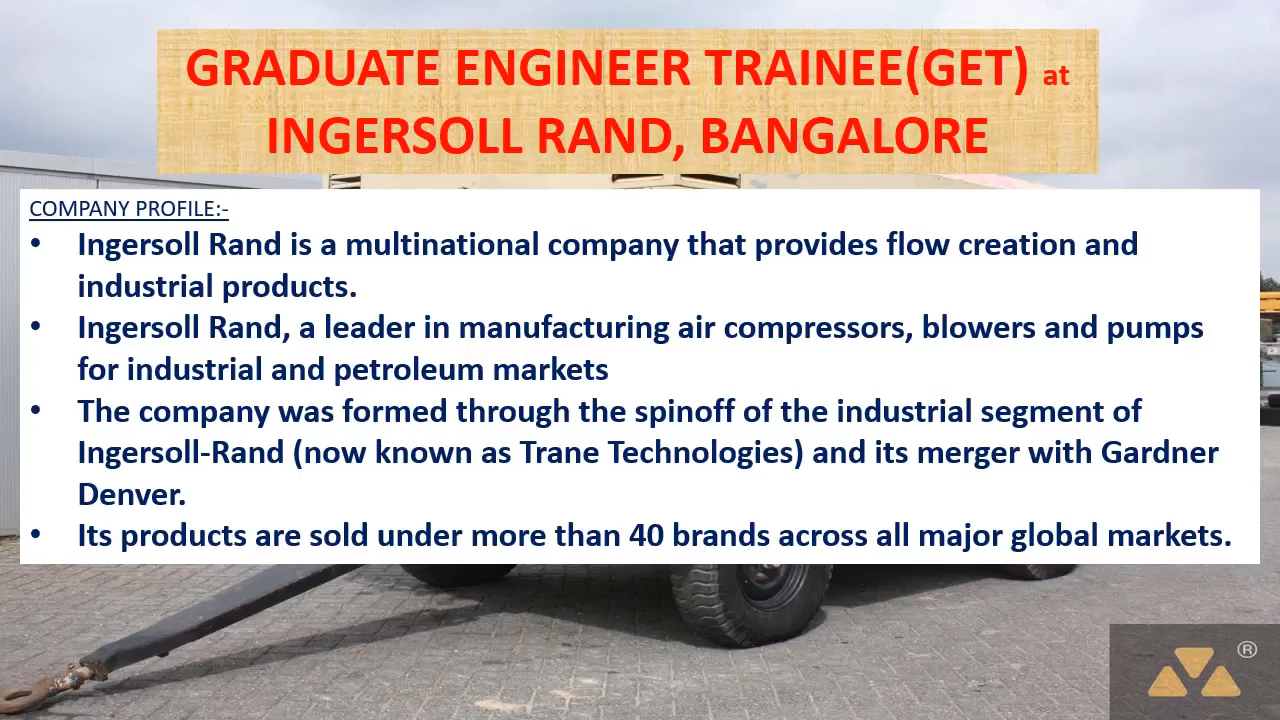 GRADUATE ENGINEER TRAINEE(GET) at
INGERSOLL RAND, BANGALORE
COMPANY PROFILE:-
• Ingersoll Rand is a multinational company that provides flow creation and
industrial products.
• Ingersoll Rand, a leader in manufacturing air compressors, blowers and pumps
for industrial and petroleum markets
• The company was formed through the spinoff of the industrial segment of
Ingersoll-Rand (now known as Trane Technologies) and its merger with Gardner
Denver.
• Its products are sold under more than 40 brands across all major global markets.
®